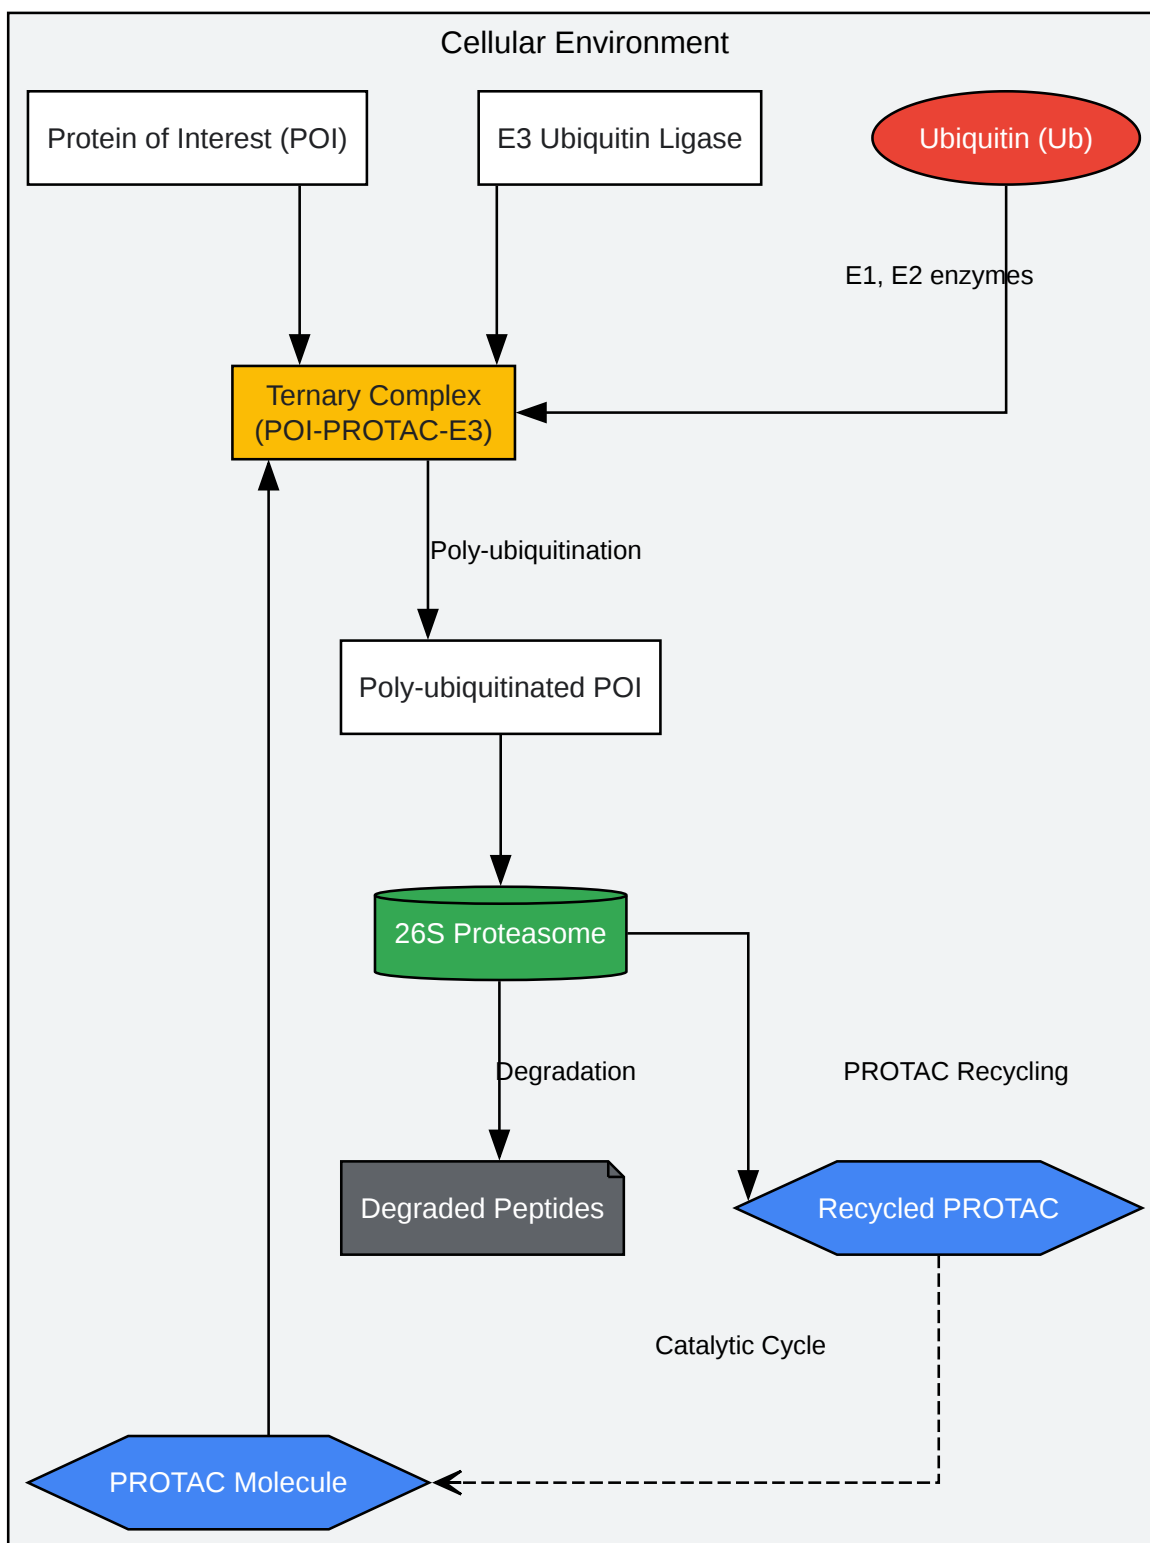 Cellular Environment
Protein of Interest (POI)
E3 Ubiquitin Ligase
Ubiquitin (Ub)
E1, E2 enzymes
Ternary Complex
(POI-PROTAC-E3)
Poly-ubiquitination
Poly-ubiquitinated POI
26S Proteasome
Degradation
PROTAC Recycling
Degraded Peptides
Recycled PROTAC
Catalytic Cycle
PROTAC Molecule